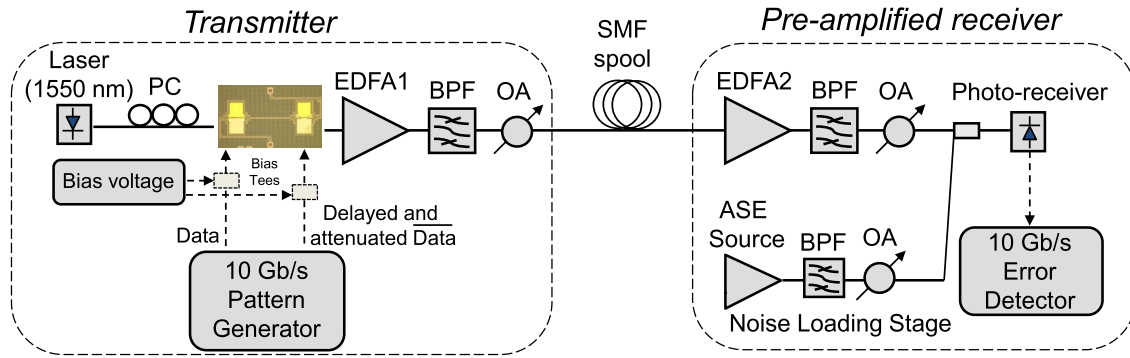 Transmitter
Pre-amplified receiver
Laser
(1550 nm)
PC
EDFA1
BPF
OA
SMF
spool
EDFA2
BPF
OA
Photo-receiver
Bias voltage
Bias
Tees
Data
Delayed and
attenuated Data
10 Gb/s
Pattern
Generator
ASE
Source
BPF
OA
Noise Loading Stage
10 Gb/s
Error
Detector